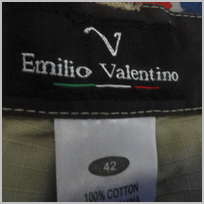 V
Emilio Valentino
42
100% COTTON